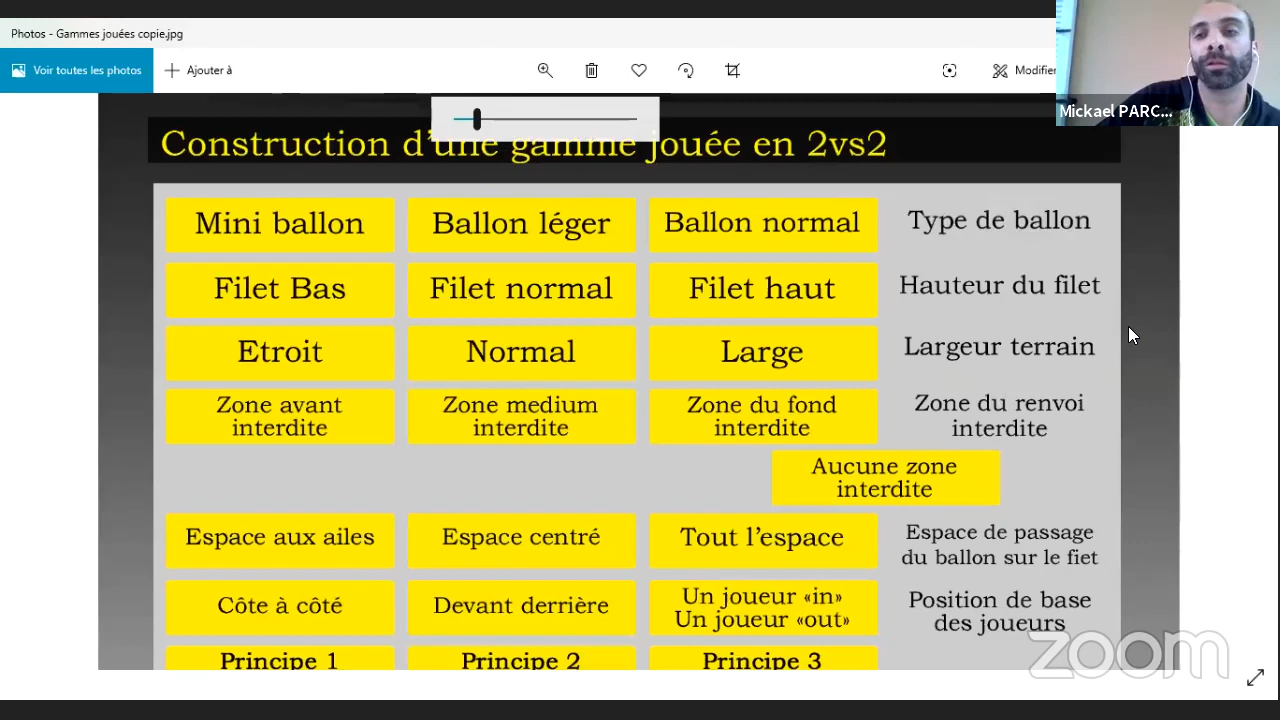 Photos - Gammes jouées copie.jpg
Voir toutes les photos
Ajouter à
Modifier
Mickael PARC...
Construction d'une gamme jouée en 2vs2
Mini ballon
Ballon léger
Ballon normal
Type de ballon
Filet Bas
Filet normal
Filet haut
Hauteur du filet
Etroit
Normal
Large
Largeur terrain
Zone avant
interdite
Zone medium
interdite
Zone du fond
interdite
Zone du renvoi
interdite
Aucune zone
interdite
Espace aux ailes
Espace centré
Tout l'espace
Espace de passage
du ballon sur le fiet
Côte à côté
Devant derrière
Un joueur «in»
Un joueur «out»
Position de base
des joueurs
Principe 1
Principe 2
Principe 3
zoom